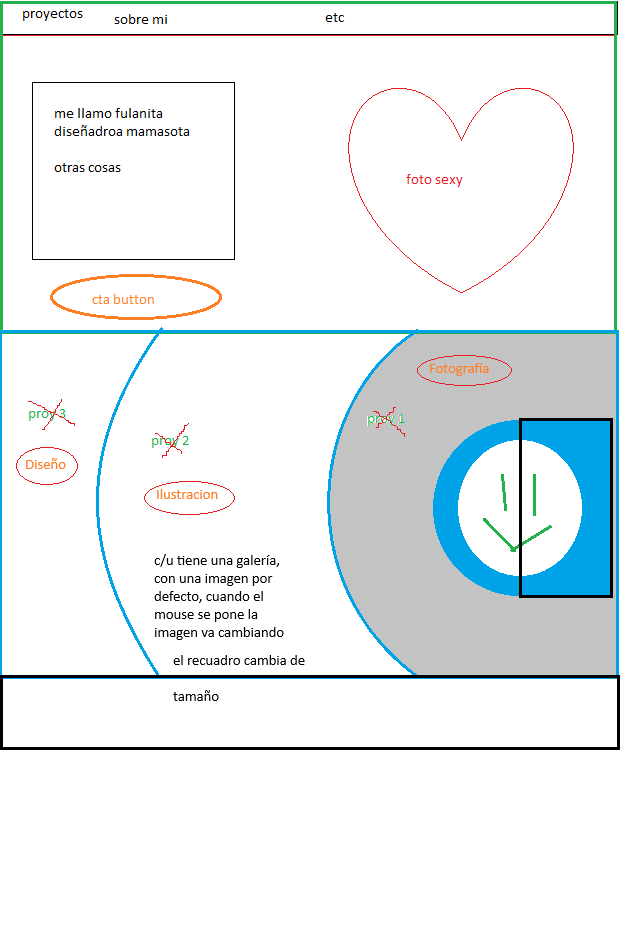 proyectos
sobre mi
etc
me llamo fulanita
diseñadroa mamasota
otras cosas
foto sexy
cta button
Fotografía
proy 3
proy 1
proy 2
Diseño
Ilustracion
c/u tiene una galería,
con una imagen por
defecto, cuando el
mouse se pone la
imagen va cambiando
el recuadro cambia de
tamaño